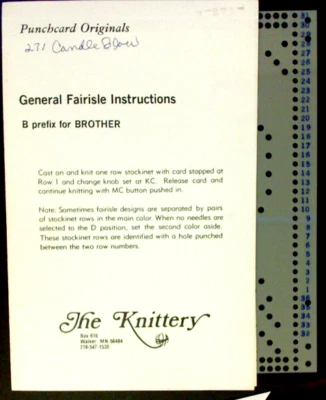 Punchcard Originals
271 Candle Glow
General Fairisle Instructions
B prefix for BROTHER
Cast on and knit one row stockinet with card stopped at
Row 1 and change knob set at KC. Release card and
continue knitting with MC button pushed in.
Note: Sometimes fairisle designs are separated by pairs
of stockinet rows in the main color. When no needles are
selected to the D position, set the second color aside.
These stockinet rows are identified with a hole punched
between the two row numbers.
The Knittery
Walker MN 56484
218-547-1530